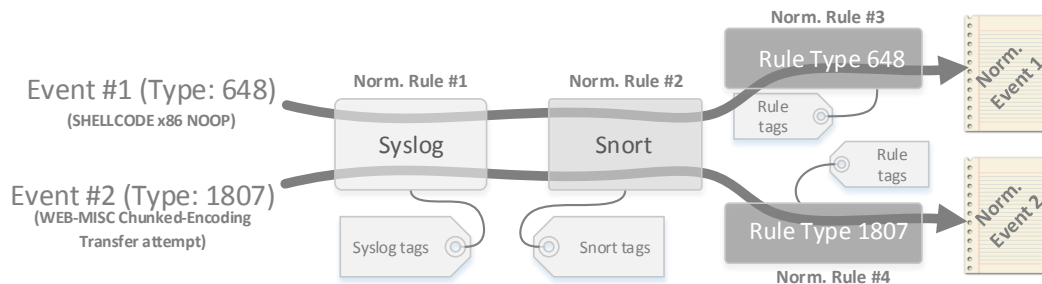 Norm. Rule #3
Rule Type 648
Norm.
Event 1
Event #1 (Type: 648)
(SHELLCODE x86 NOOP)
Norm. Rule #1
Norm. Rule #2
Rule
tags
Syslog
Snort
Event #2 (Type: 1807)
(WEB-MISC Chunked-Encoding
Transfer attempt)
Rule
tags
Norm.
Event 2
Syslog tags
Snort tags
Rule Type 1807
Norm. Rule #4